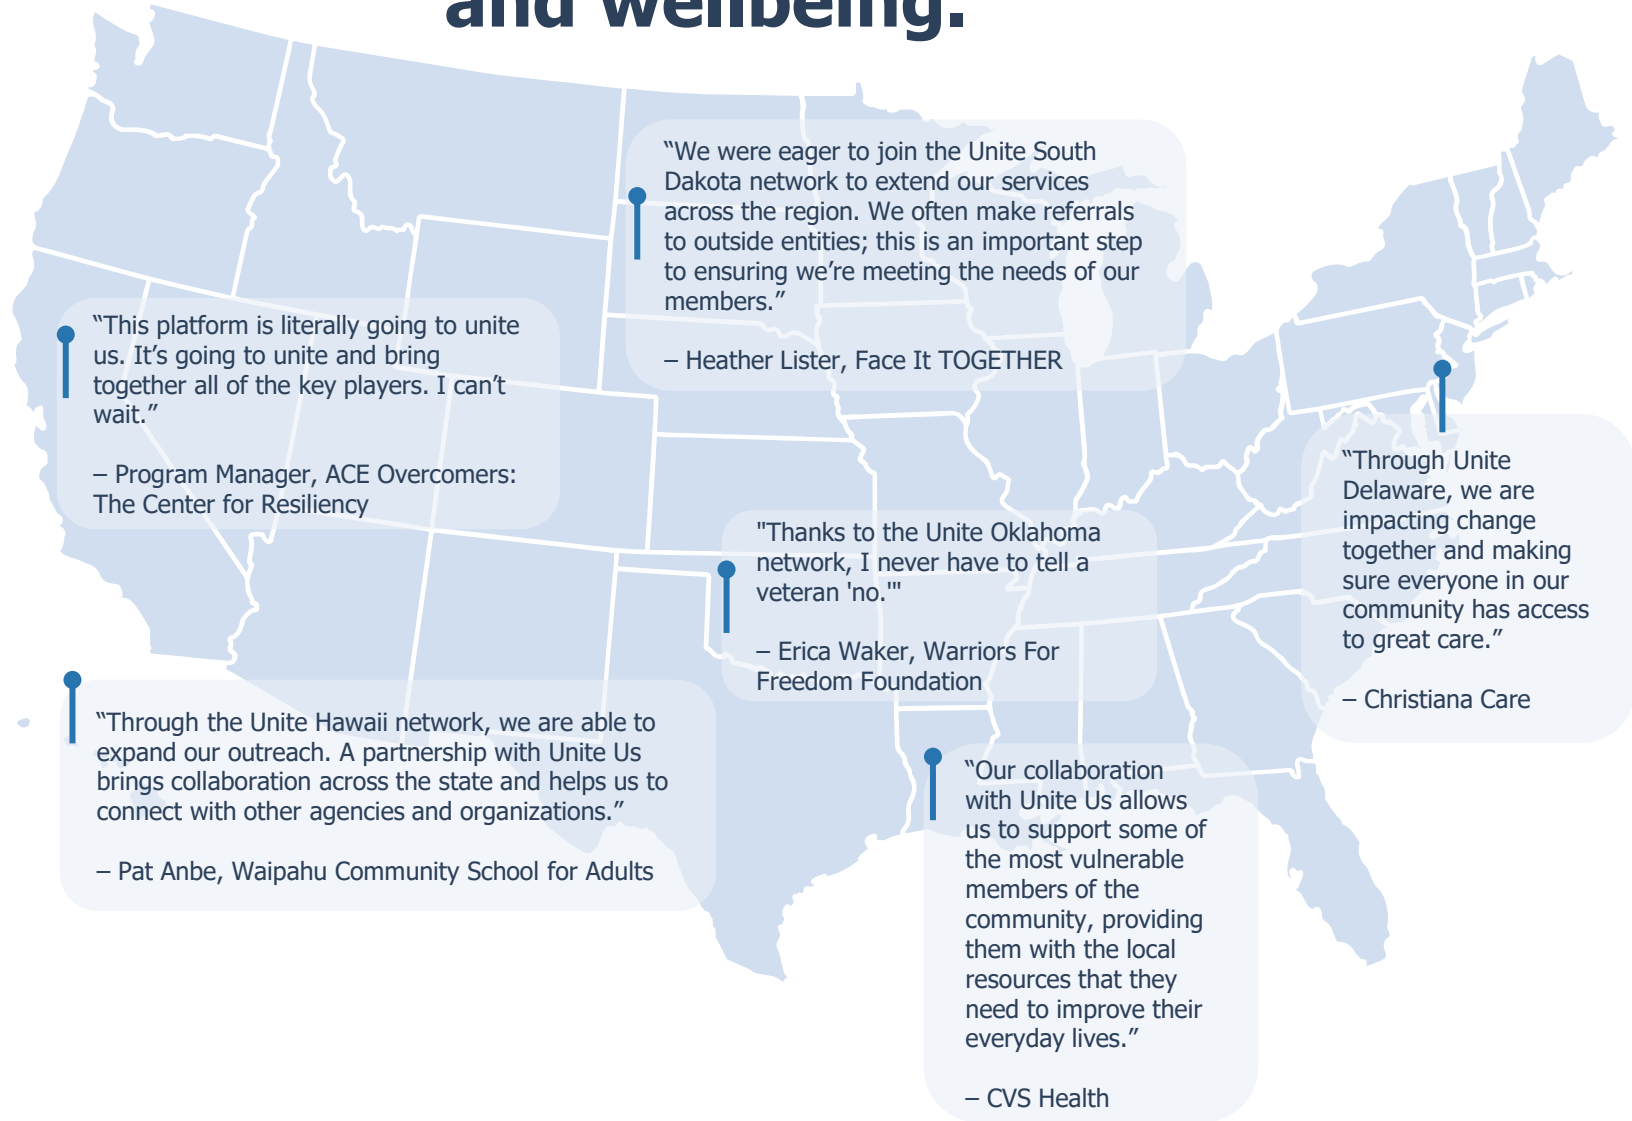 and wellbeing.
“We were eager to join the Unite South
Dakota network to extend our services
across the region. We often make referrals
to outside entities; this is an important step
to ensuring we’re meeting the needs of our
members.”
– Heather Lister, Face It TOGETHER
“This platform is literally going to unite
us. It’s going to unite and bring
together all of the key players. I can’t
wait.”
– Program Manager, ACE Overcomers:
The Center for Resiliency
"Thanks to the Unite Oklahoma
network, I never have to tell a
veteran 'no.'"
– Erica Waker, Warriors For
Freedom Foundation
“Through Unite
Delaware, we are
impacting change
together and making
sure everyone in our
community has access
to great care.”
– Christiana Care
“Through the Unite Hawaii network, we are able to
expand our outreach. A partnership with Unite Us
brings collaboration across the state and helps us to
connect with other agencies and organizations.”
– Pat Anbe, Waipahu Community School for Adults
“Our collaboration
with Unite Us allows
us to support some of
the most vulnerable
members of the
community, providing
them with the local
resources that they
need to improve their
everyday lives.”
– CVS Health